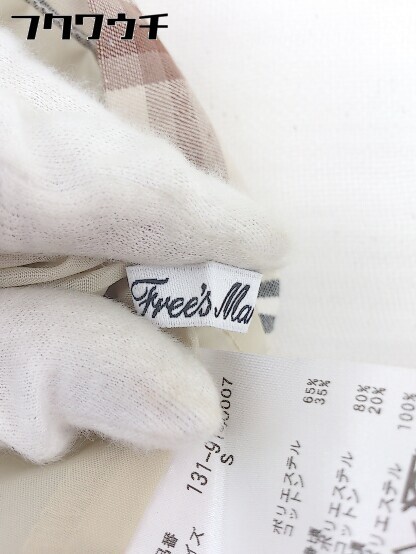 フクワウチ
Free's Ma
131-9
0007
S
65%
35%
ポリエステル
コットン
80%
20%
ポリエステル
コットン
100%
ポリエステル